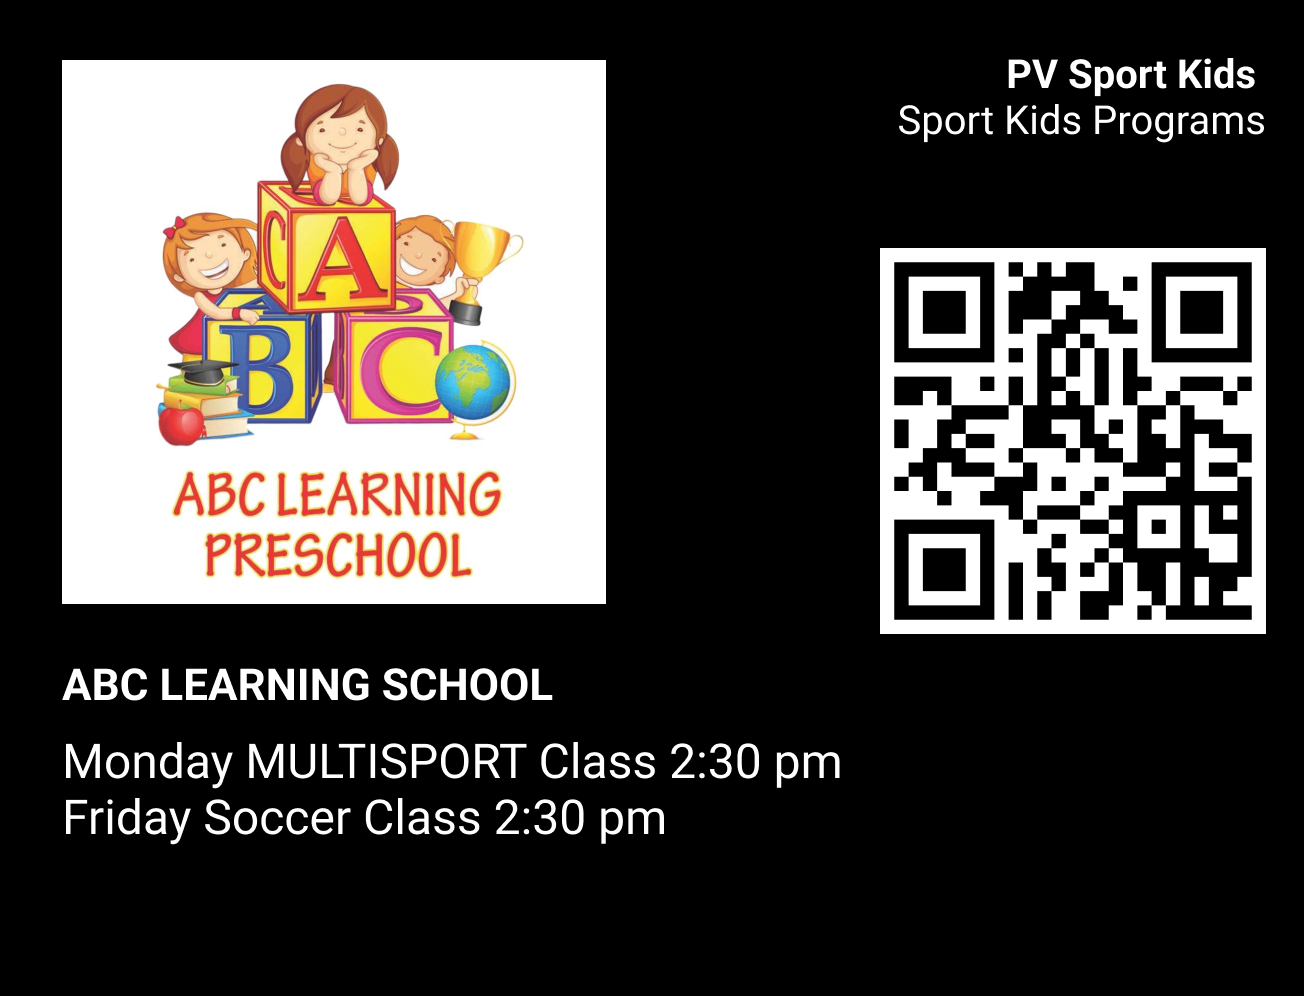 PV Sport Kids
Sport Kids Programs
C A
A B C
ABC LEARNING
PRESCHOOL
ABC LEARNING SCHOOL
Monday MULTISPORT Class 2:30 pm
Friday Soccer Class 2:30 pm